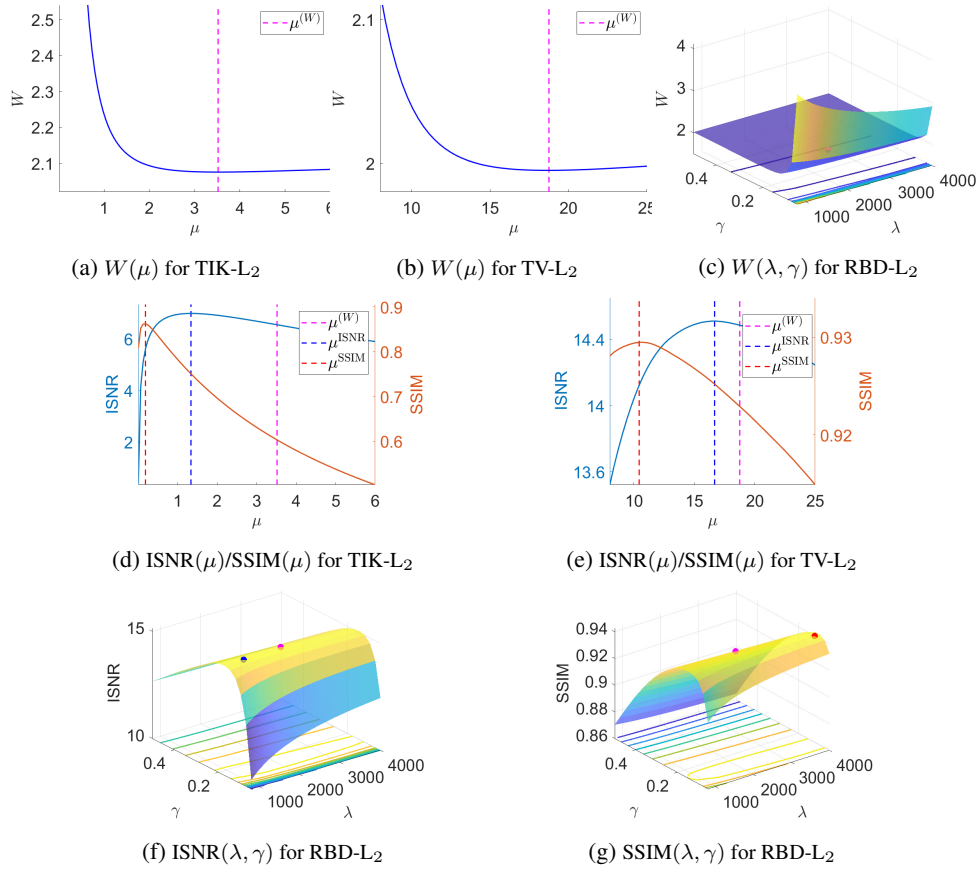 2.5
2.4
2.3
2.2
2.1
W
1 2 3 4 5 6
μ
μ^(W)
(a) W(μ) for TIK-L₂
2.1
2
W
10 15 20 25
μ
μ^(W)
(b) W(μ) for TV-L₂
4
3
2
W
0.4
0.2
γ
1000
2000
3000
4000
λ
(c) W(λ, γ) for RBD-L₂
6
4
2
ISNR
0.9
0.8
0.7
0.6
SSIM
1 2 3 4 5 6
μ
μ^(W)
μ^ISNR
μ^SSIM
(d) ISNR(μ)/SSIM(μ) for TIK-L₂
14.4
14
13.6
ISNR
0.93
0.92
SSIM
10 15 20 25
μ
μ^(W)
μ^ISNR
μ^SSIM
(e) ISNR(μ)/SSIM(μ) for TV-L₂
15
10
ISNR
0.4
0.2
γ
1000
2000
3000
4000
λ
(f) ISNR(λ, γ) for RBD-L₂
0.94
0.92
0.9
0.88
0.86
SSIM
0.4
0.2
γ
1000
2000
3000
4000
λ
(g) SSIM(λ, γ) for RBD-L₂